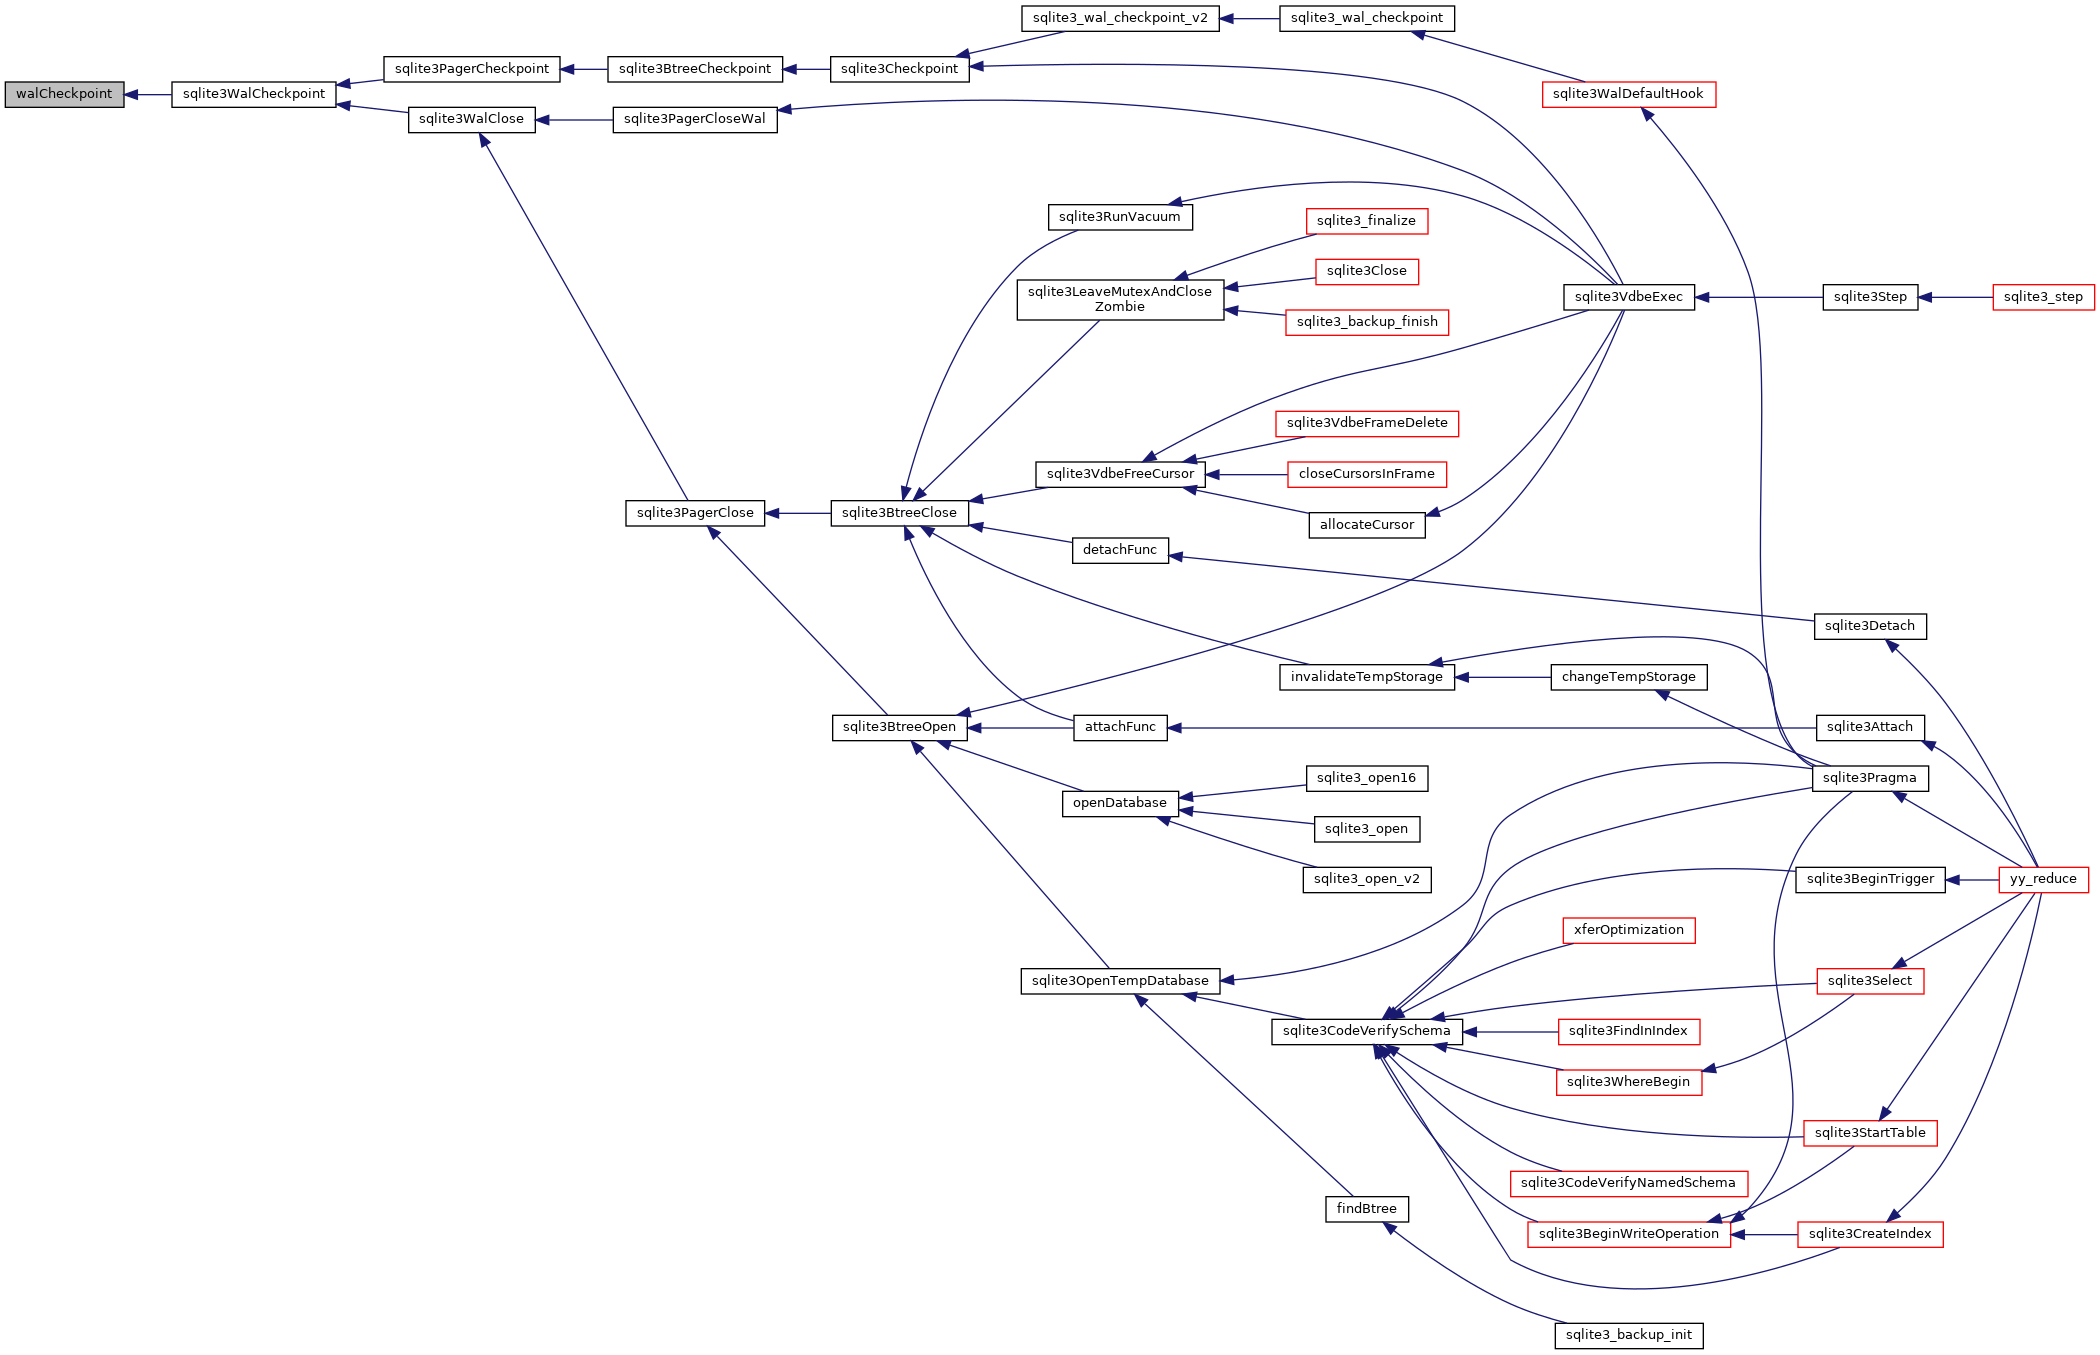 sqlite3_wal_checkpoint_v2
sqlite3_wal_checkpoint
sqlite3PagerCheckpoint
sqlite3BtreeCheckpoint
sqlite3Checkpoint
walCheckpoint
sqlite3WalCheckpoint
sqlite3WalDefaultHook
sqlite3WalClose
sqlite3PagerCloseWal
sqlite3RunVacuum
sqlite3_finalize
sqlite3Close
sqlite3LeaveMutexAndClose
Zombie
sqlite3VdbeExec
sqlite3Step
sqlite3_step
sqlite3_backup_finish
sqlite3VdbeFrameDelete
sqlite3VdbeFreeCursor
closeCursorsInFrame
sqlite3PagerClose
sqlite3BtreeClose
allocateCursor
detachFunc
sqlite3Detach
invalidateTempStorage
changeTempStorage
sqlite3BtreeOpen
attachFunc
sqlite3Attach
sqlite3_open16
sqlite3Pragma
openDatabase
sqlite3_open
sqlite3_open_v2
sqlite3BeginTrigger
yy_reduce
xferOptimization
sqlite3OpenTempDatabase
sqlite3Select
sqlite3CodeVerifySchema
sqlite3FindInIndex
sqlite3WhereBegin
sqlite3StartTable
sqlite3CodeVerifyNamedSchema
findBtree
sqlite3BeginWriteOperation
sqlite3CreateIndex
sqlite3_backup_init